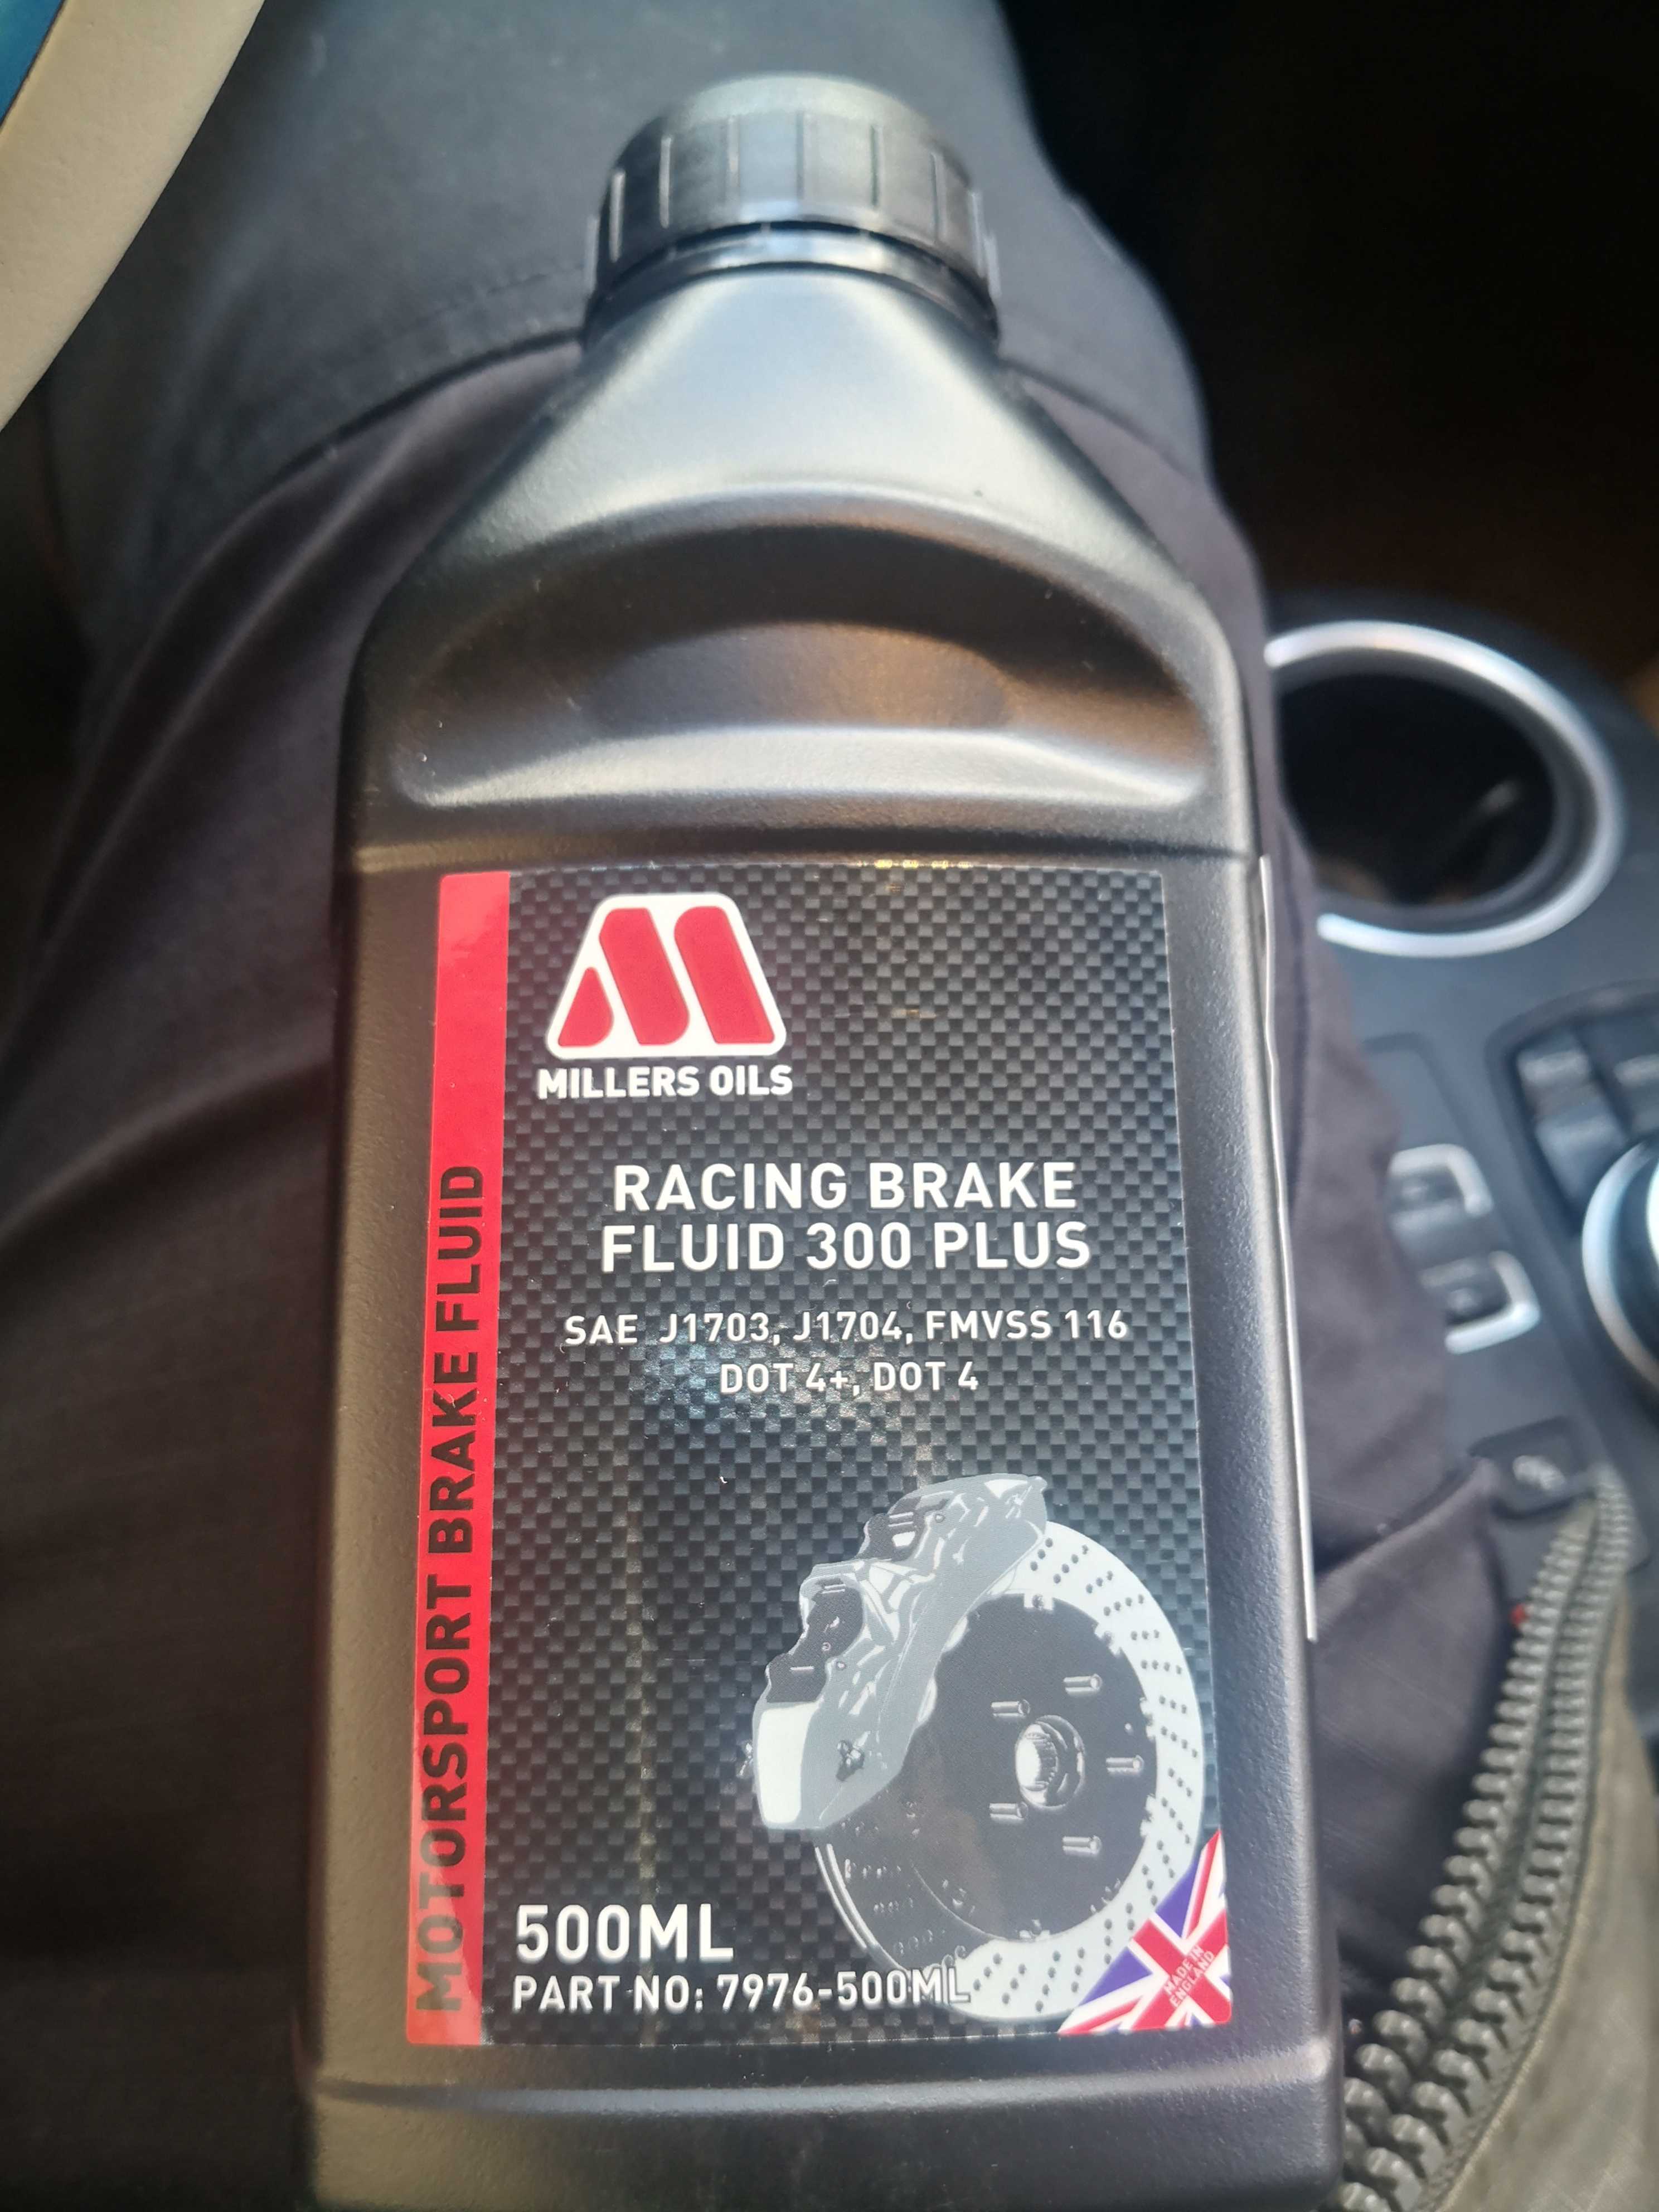 MILLERS OILS
RACING BRAKE
FLUID 300 PLUS
SAE J1703, J1704, FMVSS 116
DOT 4+, DOT 4
MOTORSPORT BRAKE FLUID
500ML
PART NO: 7976-500ML
MADE IN
ENGLAND